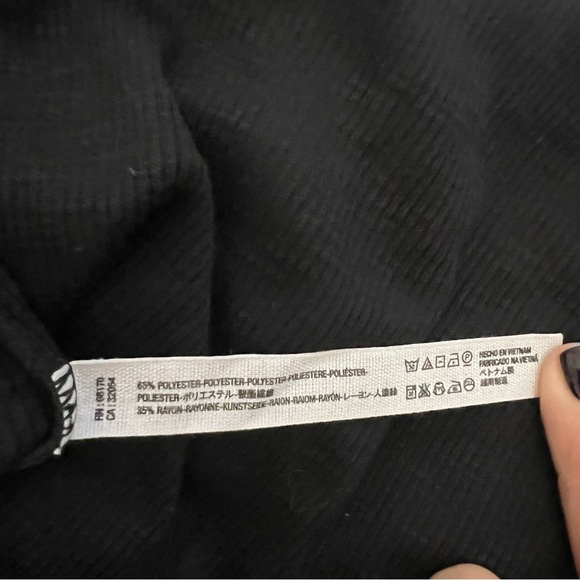 RN : 66170
CA : 32054
65% POLYESTER-POLYESTER-POLYESTER-POLIESTERE-POLIÉSTER-
POLIESTER-ポリエステル-聚酯纖維
35% RAYON-RAYONNE-KUNSTSEIDE-RAION-RAIOM-RAYÓN-レーヨン-人造絲
HECHO EN VIETNAM
FABRICADO NA VIETNÃ
ベトナム製
越南製造